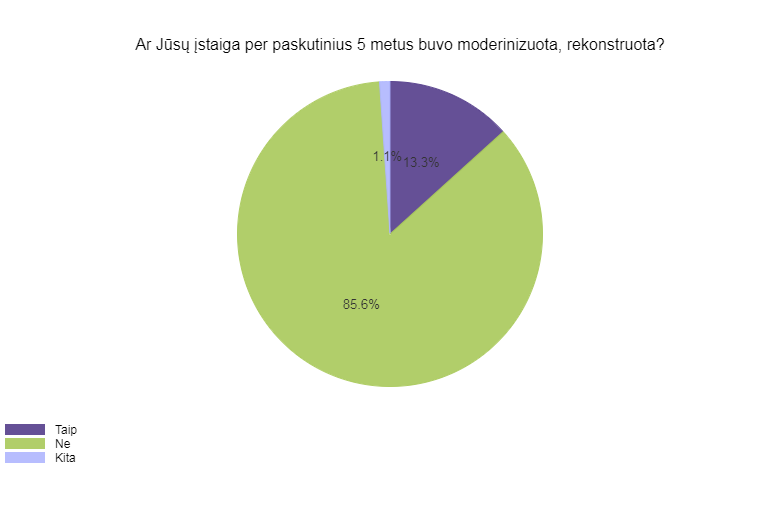 Ar Jūsų įstaiga per paskutinius 5 metus buvo moderinizuota, rekonstruota?
1.1%
13.3%
85.6%
Taip
Ne
Kita